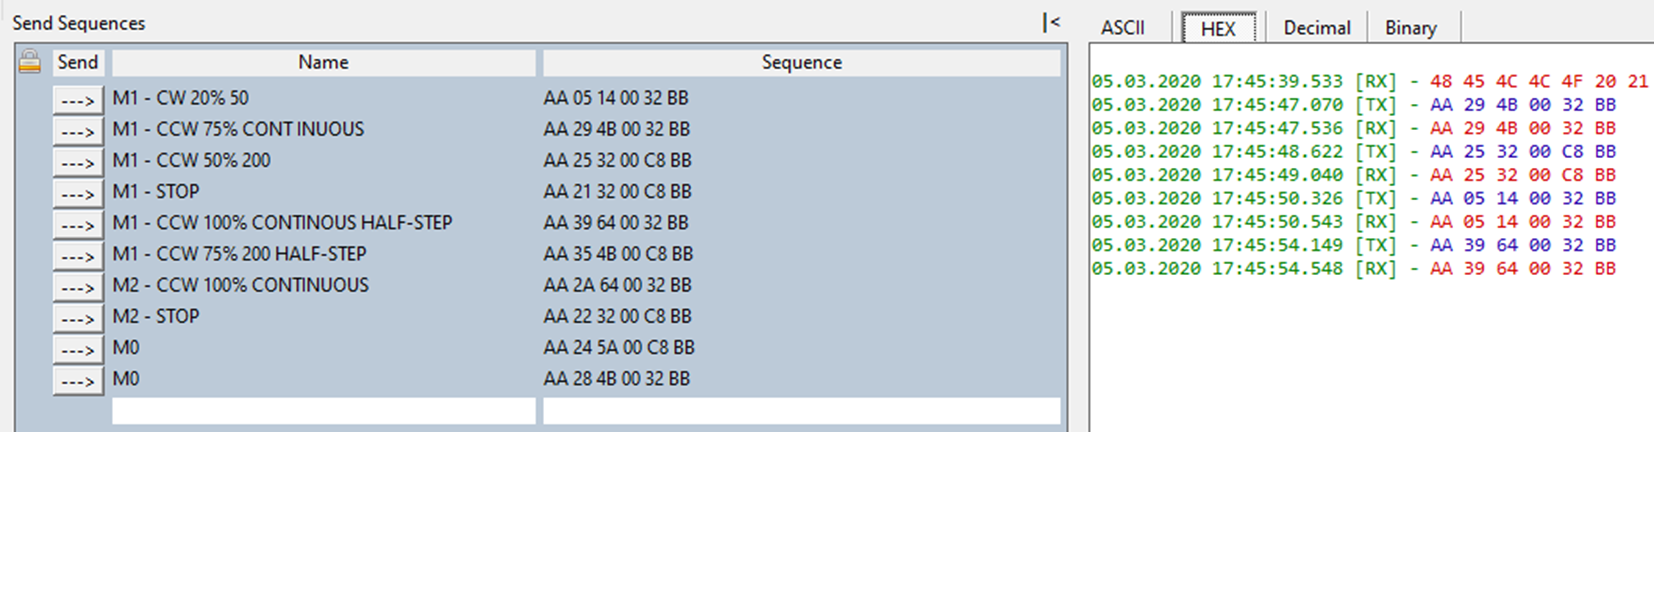 Send Sequences |<
Send Name Sequence
---> M1 - CW 20% 50 AA 05 14 00 32 BB
---> M1 - CCW 75% CONT INUOUS AA 29 4B 00 32 BB
---> M1 - CCW 50% 200 AA 25 32 00 C8 BB
---> M1 - STOP AA 21 32 00 C8 BB
---> M1 - CCW 100% CONTINOUS HALF-STEP AA 39 64 00 32 BB
---> M1 - CCW 75% 200 HALF-STEP AA 35 4B 00 C8 BB
---> M2 - CCW 100% CONTINUOUS AA 2A 64 00 32 BB
---> M2 - STOP AA 22 32 00 C8 BB
---> M0 AA 24 5A 00 C8 BB
---> M0 AA 28 4B 00 32 BB
ASCII HEX Decimal Binary
05.03.2020 17:45:39.533 [RX] - 48 45 4C 4C 4F 20 21
05.03.2020 17:45:47.070 [TX] - AA 29 4B 00 32 BB
05.03.2020 17:45:47.536 [RX] - AA 29 4B 00 32 BB
05.03.2020 17:45:48.622 [TX] - AA 25 32 00 C8 BB
05.03.2020 17:45:49.040 [RX] - AA 25 32 00 C8 BB
05.03.2020 17:45:50.326 [TX] - AA 05 14 00 32 BB
05.03.2020 17:45:50.543 [RX] - AA 05 14 00 32 BB
05.03.2020 17:45:54.149 [TX] - AA 39 64 00 32 BB
05.03.2020 17:45:54.548 [RX] - AA 39 64 00 32 BB